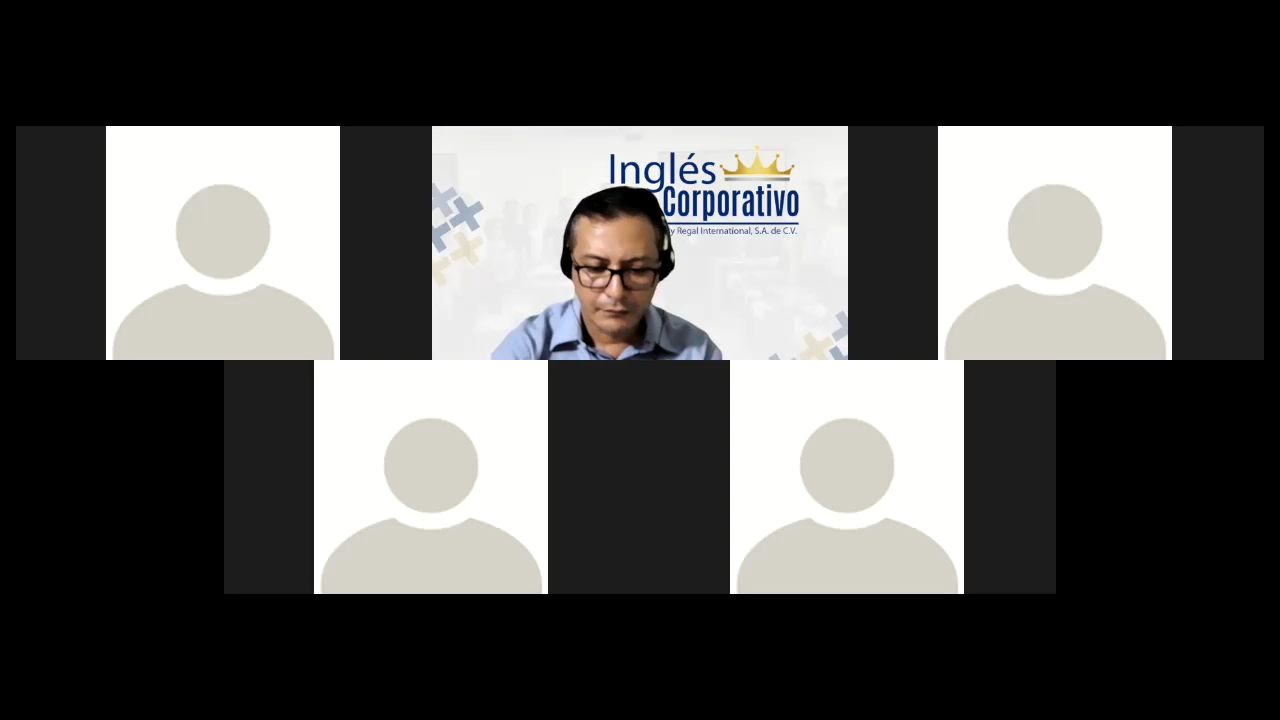 Inglés
Corporativo
y Regal International, S.A. de C.V.